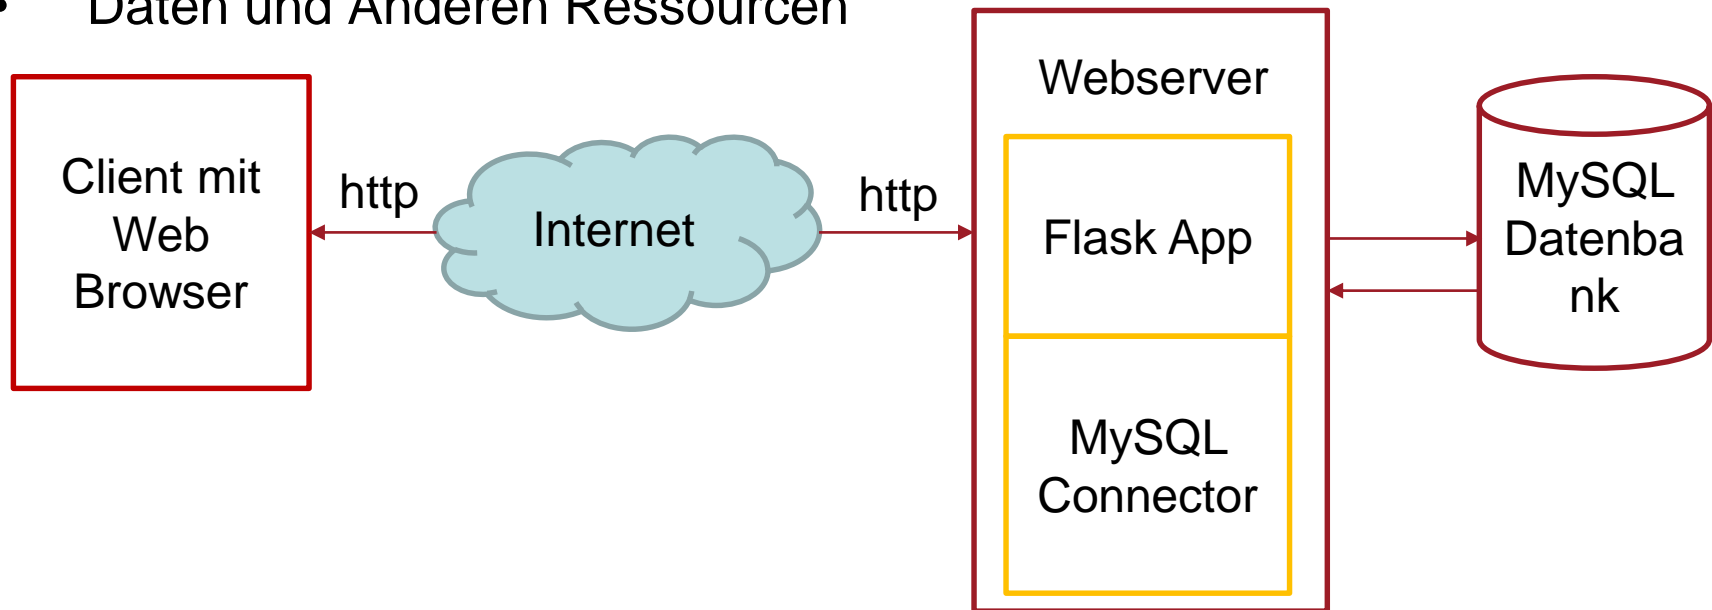 • Daten und Anderen Ressourcen
Client mit
Web
Browser
http
Internet
http
Webserver
Flask App
MySQL
Connector
MySQL
Datenba
nk